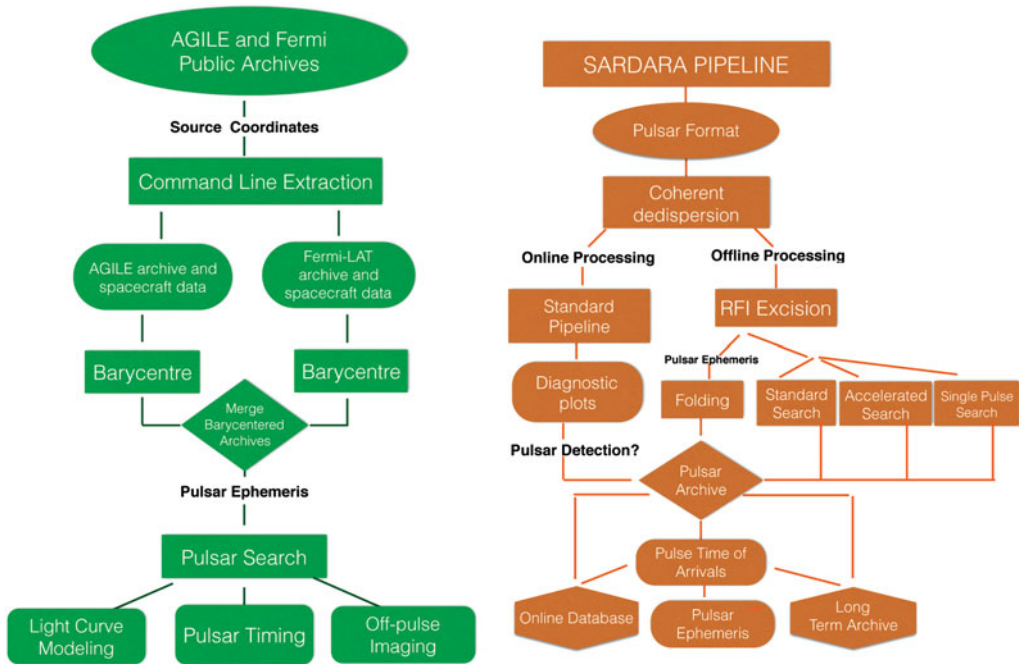 AGILE and Fermi
Public Archives
Source Coordinates
Command Line Extraction
AGILE archive and
spacecraft data
Fermi-LAT
archive and
spacecraft data
Barycentre
Barycentre
Merge
Barycentered
Archives
Pulsar Ephemeris
Pulsar Search
Light Curve
Modeling
Pulsar Timing
Off-pulse
Imaging
SARDARA PIPELINE
Pulsar Format
Coherent
dedispersion
Online Processing
Offline Processing
Standard
Pipeline
RFI Excision
Pulsar Ephemeris
Diagnostic
plots
Folding
Standard
Search
Accelerated
Search
Single Pulse
Search
Pulsar Detection?
Pulsar
Archive
Pulse Time of
Arrivals
Online Database
Pulsar
Ephemeris
Long
Term Archive